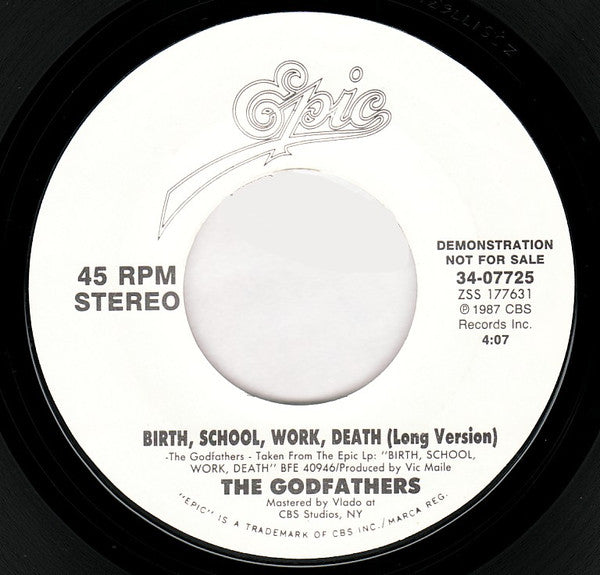 Epic
45 RPM
STEREO
DEMONSTRATION
NOT FOR SALE
34-07725
ZSS 177631
℗ 1987 CBS
Records Inc.
4:07
BIRTH, SCHOOL, WORK, DEATH (Long Version)
-The Godfathers - Taken From The Epic Lp: "BIRTH, SCHOOL,
WORK, DEATH" BFE 40946/Produced by Vic Maile
THE GODFATHERS
Mastered by Vlado at
CBS Studios, NY
"EPIC" IS A TRADEMARK OF CBS INC./MARCA REG.